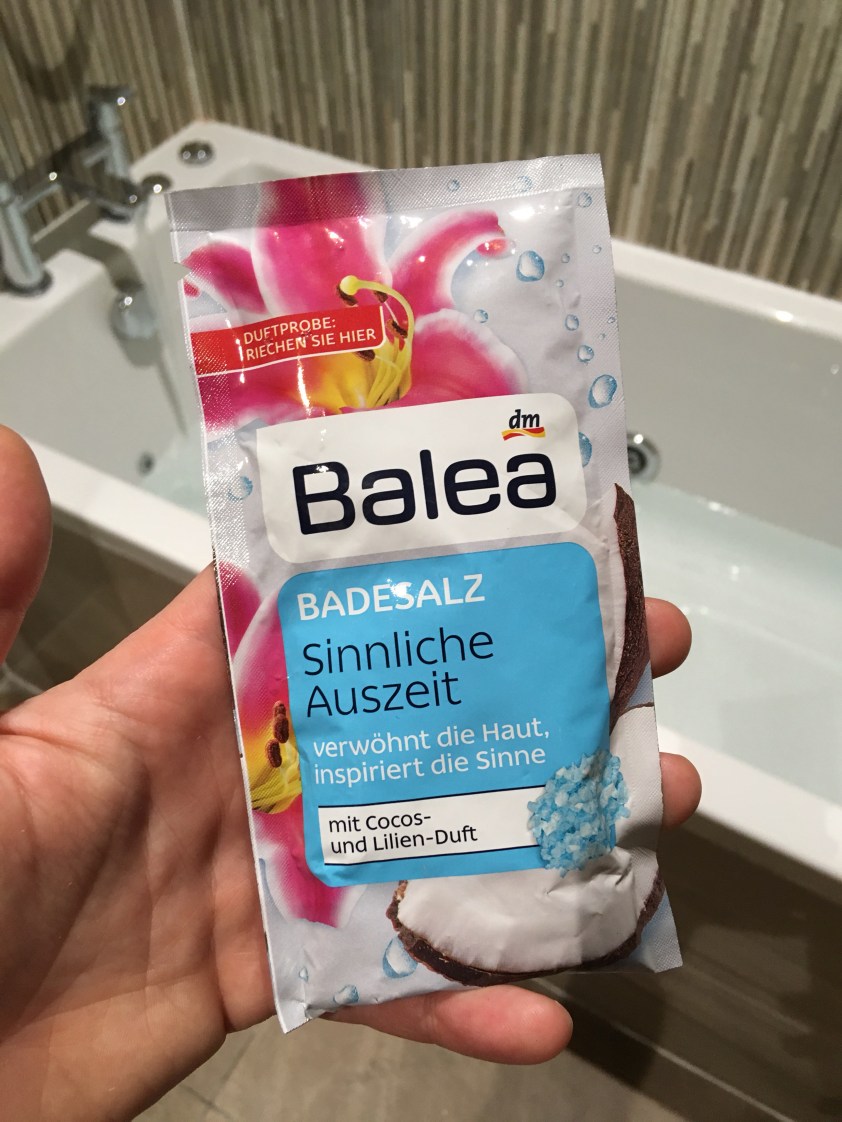 DUFTPROBE:
RIECHEN SIE HIER
dm
Balea
BADESALZ
Sinnliche
Auszeit
verwöhnt die Haut,
inspiriert die Sinne
mit Cocos-
und Lilien-Duft